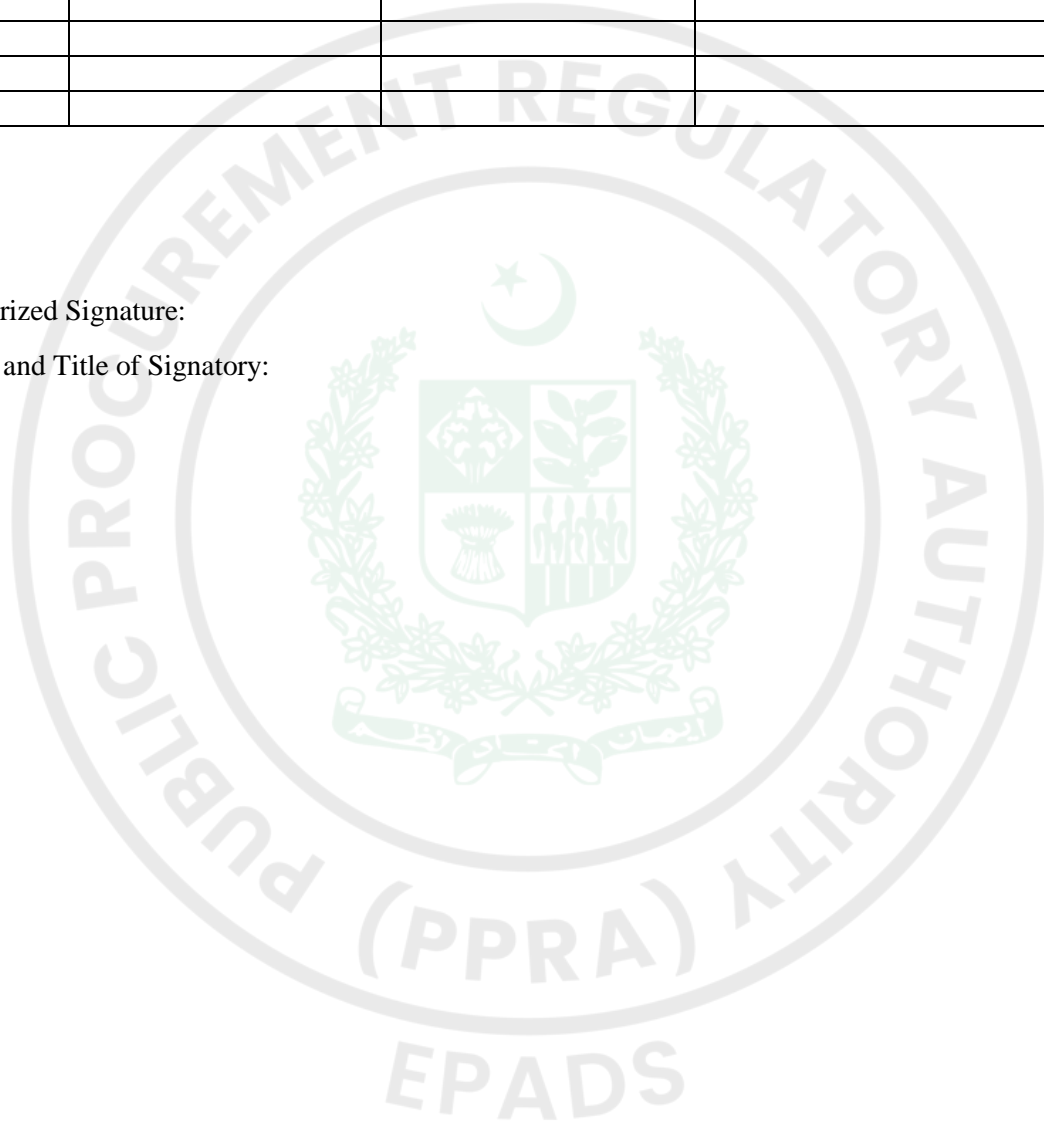 rized Signature:
and Title of Signatory:
PUBLIC PROCUREMENT REGULATORY AUTHORITY
(PPRA)
EPADS